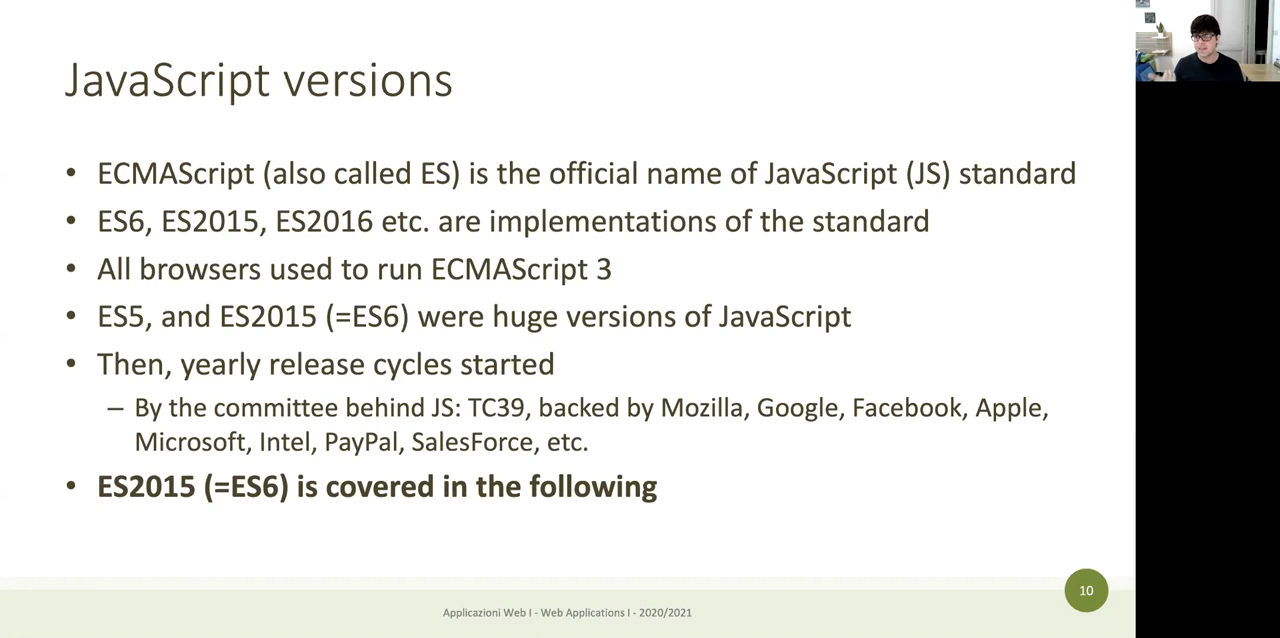 JavaScript versions
• ECMAScript (also called ES) is the official name of JavaScript (JS) standard
• ES6, ES2015, ES2016 etc. are implementations of the standard
• All browsers used to run ECMAScript 3
• ES5, and ES2015 (=ES6) were huge versions of JavaScript
• Then, yearly release cycles started
– By the committee behind JS: TC39, backed by Mozilla, Google, Facebook, Apple,
Microsoft, Intel, PayPal, SalesForce, etc.
• ES2015 (=ES6) is covered in the following
10
Applicazioni Web I - Web Applications I - 2020/2021